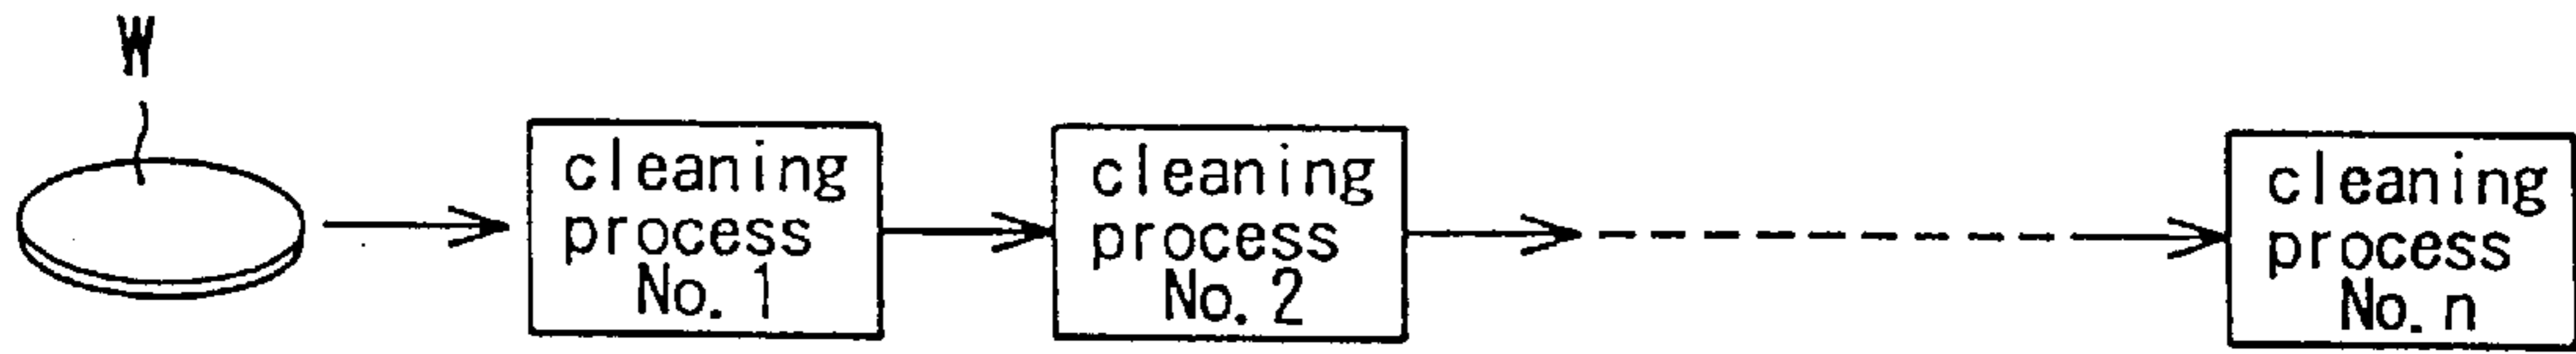 W
cleaning
process
No. 1
cleaning
process
No. 2
cleaning
process
No. n